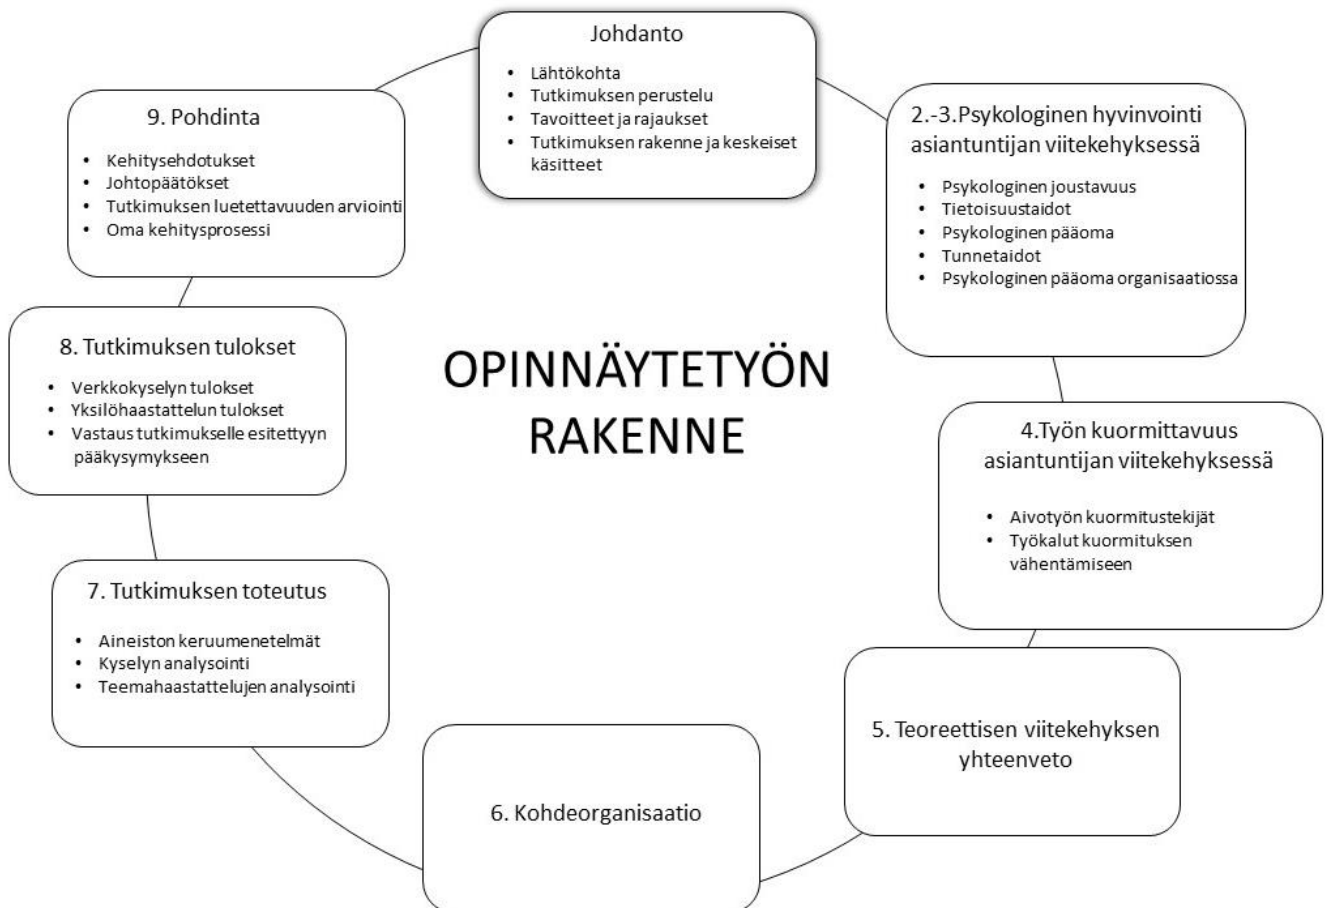 Johdanto
• Lähtökohta
• Tutkimuksen perustelu
• Tavoitteet ja rajaukset
• Tutkimuksen rakenne ja keskeiset
käsitteet
2.-3.Psykologinen hyvinvointi
asiantuntijan viitekehyksessä
• Psykologinen joustavuus
• Tietoisuustaidot
• Psykologinen pääoma
• Tunnetaidot
• Psykologinen pääoma organisaatiossa
4.Työn kuormittavuus
asiantuntijan viitekehyksessä
• Aivotyön kuormitustekijät
• Työkalut kuormituksen
vähentämiseen
5. Teoreettisen viitekehyksen
yhteenveto
6. Kohdeorganisaatio
7. Tutkimuksen toteutus
• Aineiston keruumenetelmät
• Kyselyn analysointi
• Teemahaastattelujen analysointi
8. Tutkimuksen tulokset
• Verkkokyselyn tulokset
• Yksilöhaastattelun tulokset
• Vastaus tutkimukselle esitettyyn
pääkysymykseen
9. Pohdinta
• Kehitysehdotukset
• Johtopäätökset
• Tutkimuksen luetettavuuden arviointi
• Oma kehitysprosessi
OPINNÄYTETYÖN
RAKENNE